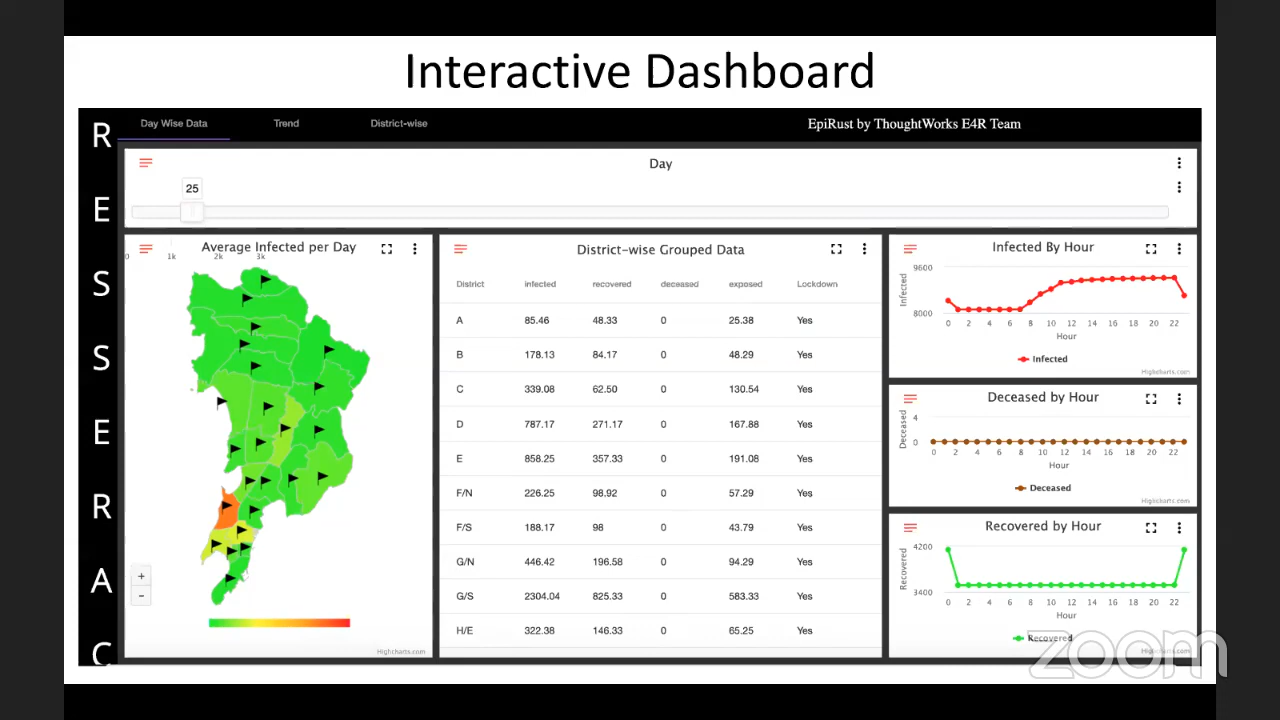 Interactive Dashboard
R
E
S
S
E
R
A
C
Day Wise Data
Trend
District-wise
EpiRust by ThoughtWorks E4R Team
Day
25
Average Infected per Day
0 1k 2k 3k
+
-
Highcharts.com
District-wise Grouped Data
District infected recovered deceased exposed Lockdown
A 85.46 48.33 0 25.38 Yes
B 178.13 84.17 0 48.29 Yes
C 339.08 62.50 0 130.54 Yes
D 787.17 271.17 0 167.88 Yes
E 858.25 357.33 0 191.08 Yes
F/N 226.25 98.92 0 57.29 Yes
F/S 188.17 98 0 43.79 Yes
G/N 446.42 196.58 0 94.29 Yes
G/S 2304.04 825.33 0 583.33 Yes
H/E 322.38 146.33 0 65.25 Yes
Infected By Hour
9600
8000
Infected
0 2 4 6 8 10 12 14 16 18 20 22
Hour
Infected
Highcharts.com
Deceased by Hour
4
0
Deceased
0 2 4 6 8 10 12 14 16 18 20 22
Hour
Deceased
Highcharts.com
Recovered by Hour
4200
3400
Recovered
0 2 4 6 8 10 12 14 16 18 20 22
Hour
Recovered
Highcharts.com
zoom